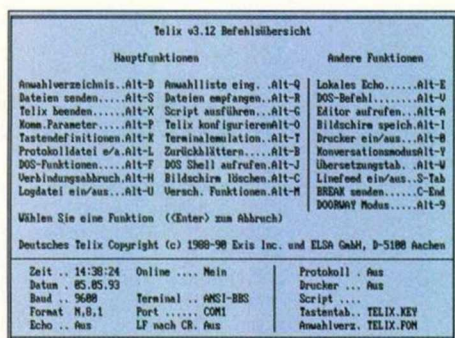 Telix v3.12 Befehlsübersicht
Hauptfunktionen Andere Funktionen
Anwahlverzeichnis..Alt-D Anwahlliste eing. .Alt-Q Lokales Echo.....Alt-E
Dateien senden.....Alt-S Dateien empfangen..Alt-R DOS-Befehl.......Alt-V
Telix beenden......Alt-X Script ausführen...Alt-G Editor aufrufen..Alt-A
Komm.Parameter.....Alt-P Telix konfigurierenAlt-O Bildschirm speich.Alt-I
Tastendefinitionen.Alt-K Terminalemulation..Alt-T Drucker ein/aus..Alt-@
Protokolldatei e/a.Alt-L Zurückblättern.....Alt-B KonversationsmodusAlt-Y
DOS-Funktionen.....Alt-F DOS Shell aufrufen.Alt-J Übersetzungstab..Alt-W
Verbindungsabbruch.Alt-H Bildschirm löschen.Alt-C Linefeed ein/aus..S-Tab
Logdatei ein/aus...Alt-U Versch. Funktionen.Alt-M BREAK senden.....C-End
DOORWAY Modus....Alt-9
Wählen Sie eine Funktion (<Enter> zum Abbruch)
Deutsches Telix Copyright (c) 1988-90 Exis Inc. und ELSA GmbH, D-5100 Aachen
Zeit .. 14:38:24 Online .... Nein Protokoll . Aus
Datum . 05.05.93 Drucker ... Aus
Baud .. 9600 Terminal .. ANSI-BBS Script ....
Format N,8,1 Port ...... COM1 Tastentab.. TELIX.KEY
Echo .. Aus LF nach CR. Aus Anwahlverz. TELIX.FON